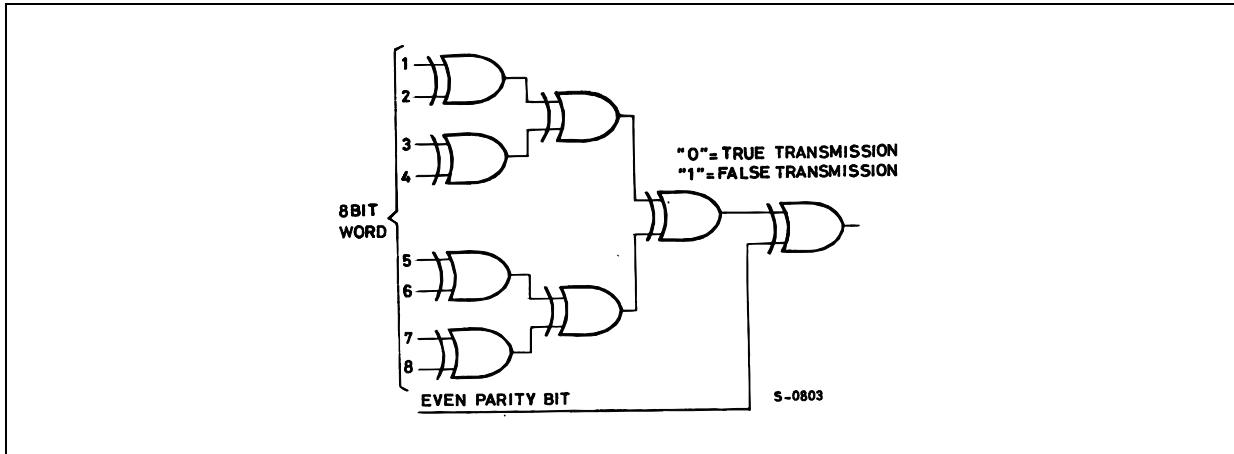 1
2
3
4
8BIT
WORD
5
6
7
8
"0"= TRUE TRANSMISSION
"1"= FALSE TRANSMISSION
EVEN PARITY BIT
S-0803